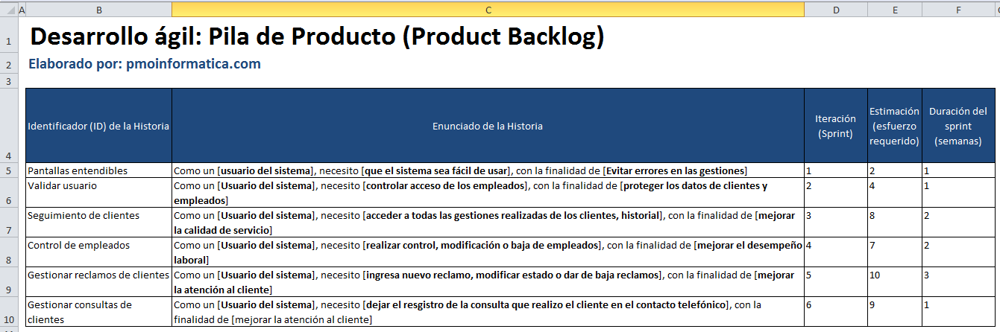 A B C D E F
1 Desarrollo ágil: Pila de Producto (Product Backlog)
2 Elaborado por: pmoinformatica.com
3
Identificador (ID) de la Historia
Enunciado de la Historia
Iteración
(Sprint)
Estimación
(esfuerzo
requerido)
Duración del
sprint
(semanas)
4
5 Pantallas entendibles Como un [usuario del sistema], necesito [que el sistema sea fácil de usar], con la finalidad de [Evitar errores en las gestiones] 1 2 1
Validar usuario Como un [Usuario del sistema], necesito [controlar acceso de los empleados], con la finalidad de [proteger los datos de clientes y 2 4 1
6 empleados]
Seguimiento de clientes Como un [Usuario del sistema], necesito [acceder a todas las gestiones realizadas de los clientes, historial], con la finalidad de [mejorar 3 8 2
7 la calidad de servicio]
Control de empleados Como un [Usuario del sistema], necesito [realizar control, modificación o baja de empleados], con la finalidad de [mejorar el desempeño 4 7 2
8 laboral]
Gestionar reclamos de clientes Como un [Usuario del sistema], necesito [ingresa nuevo reclamo, modificar estado o dar de baja reclamos], con la finalidad de [mejorar 5 10 3
9 la atención al cliente]
Gestionar consultas de Como un [Usuario del sistema], necesito [dejar el resgistro de la consulta que realizo el cliente en el contacto telefónico], con la 6 9 1
10 clientes finalidad de [mejorar la atención al cliente]